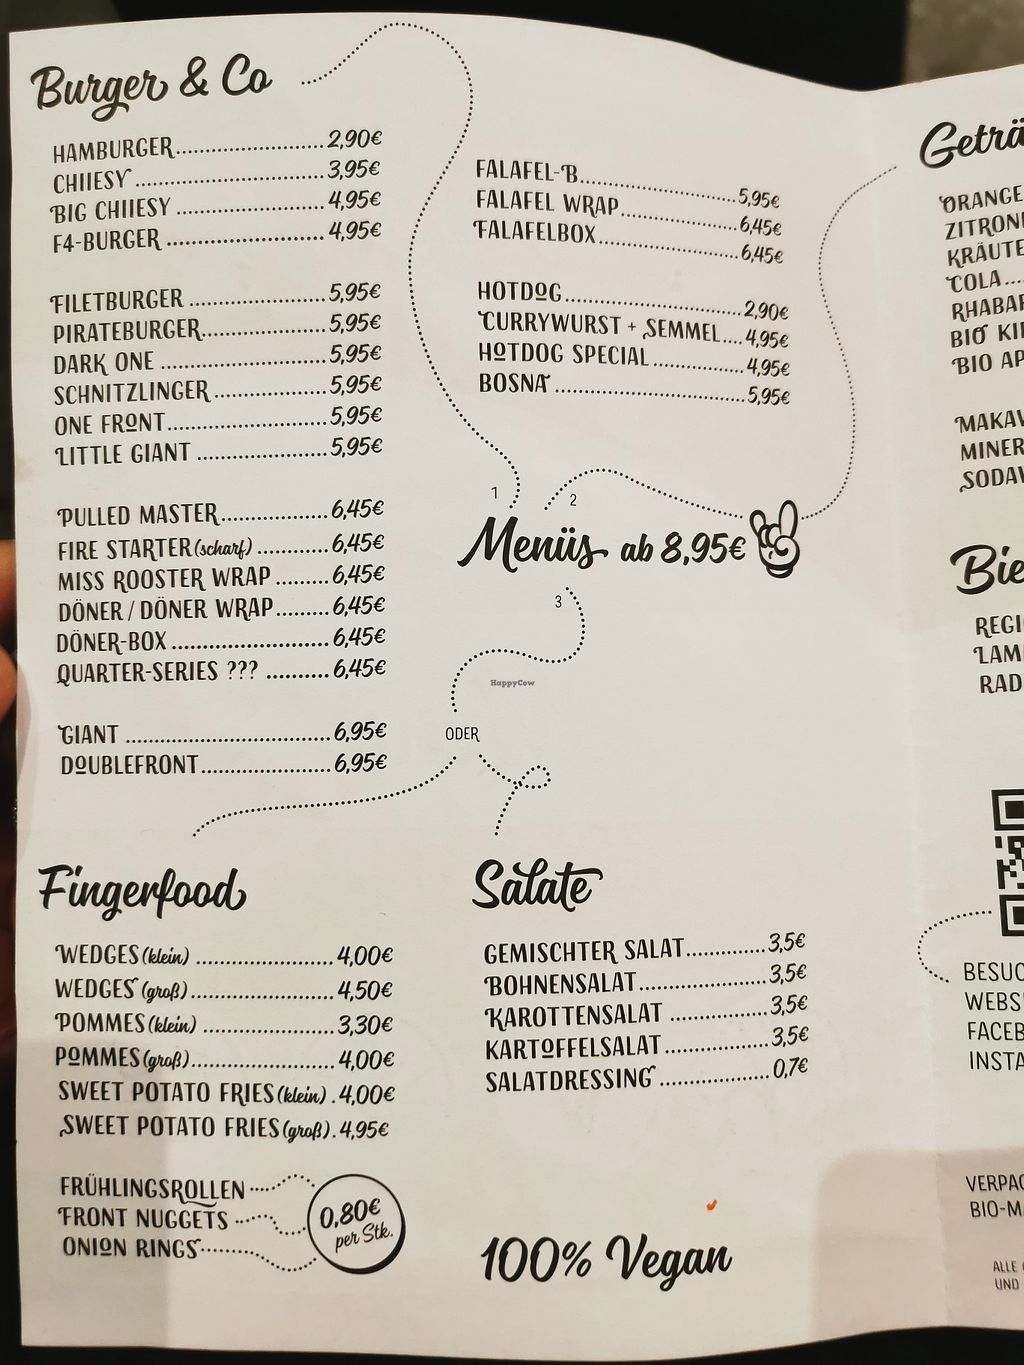 Burger & Co
HAMBURGER 2,90€
CHIIESY 3,95€
BIG CHIIESY 4,95€
F4-BURGER 4,95€
FILETBURGER 5,95€
PIRATEBURGER 5,95€
DARK ONE 5,95€
SCHNITZLINGER 5,95€
ONE FRONT 5,95€
LITTLE GIANT 5,95€
PULLED MASTER 6,45€
FIRE STARTER (scharf) 6,45€
MISS ROOSTER WRAP 6,45€
DÖNER / DÖNER WRAP 6,45€
DÖNER-BOX 6,45€
QUARTER-SERIES ??? 6,45€
GIANT 6,95€
DOUBLEFRONT 6,95€
FALAFEL-B 5,95€
FALAFEL WRAP 6,45€
FALAFELBOX 6,45€
HOTDOG 2,90€
CURRYWURST + SEMMEL 4,95€
HOTDOG SPECIAL 4,95€
BOSNA 5,95€
1
2
Menüs ab 8,95€
3
HappyCow
ODER
Fingerfood
WEDGES (klein) 4,00€
WEDGES (groß) 4,50€
POMMES (klein) 3,30€
POMMES (groß) 4,00€
SWEET POTATO FRIES (klein) 4,00€
SWEET POTATO FRIES (groß) 4,95€
FRÜHLINGSROLLEN
FRONT NUGGETS
ONION RINGS
0,80€
per Stk.
Salate
GEMISCHTER SALAT 3,5€
BOHNENSALAT 3,5€
KAROTTENSALAT 3,5€
KARTOFFELSALAT 3,5€
SALATDRESSING 0,7€
100% Vegan
Geträ
ORANGE
ZITRON
KRÄUTE
COLA
RHABAR
BIO KI
BIO AP
MAKAV
MINER
SODAW
Bie
REGI
LAM
RAD
BESUC
WEBS
FACEB
INSTA
VERPAC
BIO-MA
ALLE
UND